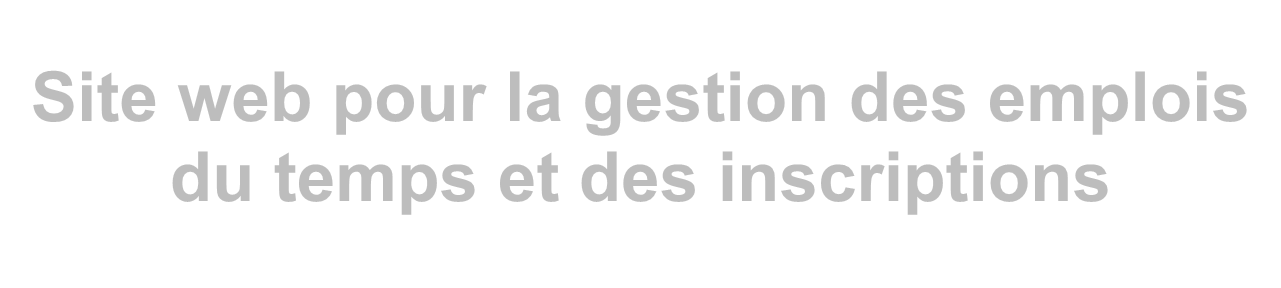 Site web pour la gestion des emplois
du temps et des inscriptions